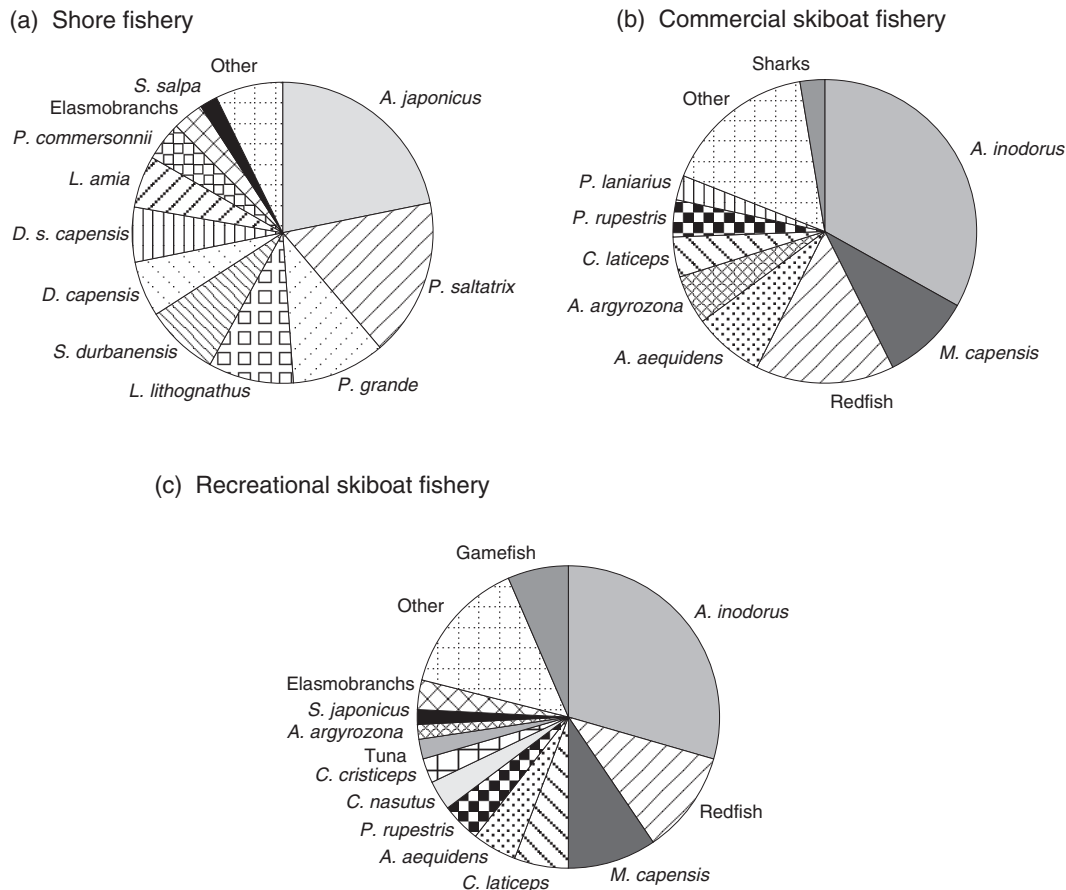 (a) Shore fishery
Other
S. salpa
A. japonicus
Elasmobranchs
P. commersonnii
L. amia
D. s. capensis
P. saltatrix
D. capensis
S. durbanensis
P. grande
L. lithognathus
(b) Commercial skiboat fishery
Sharks
Other
A. inodorus
P. laniarius
P. rupestris
C. laticeps
A. argyrozona
M. capensis
A. aequidens
Redfish
(c) Recreational skiboat fishery
Gamefish
Other
A. inodorus
Elasmobranchs
S. japonicus
A. argyrozona
Tuna
C. cristiceps
C. nasutus
Redfish
P. rupestris
A. aequidens
M. capensis
C. laticeps